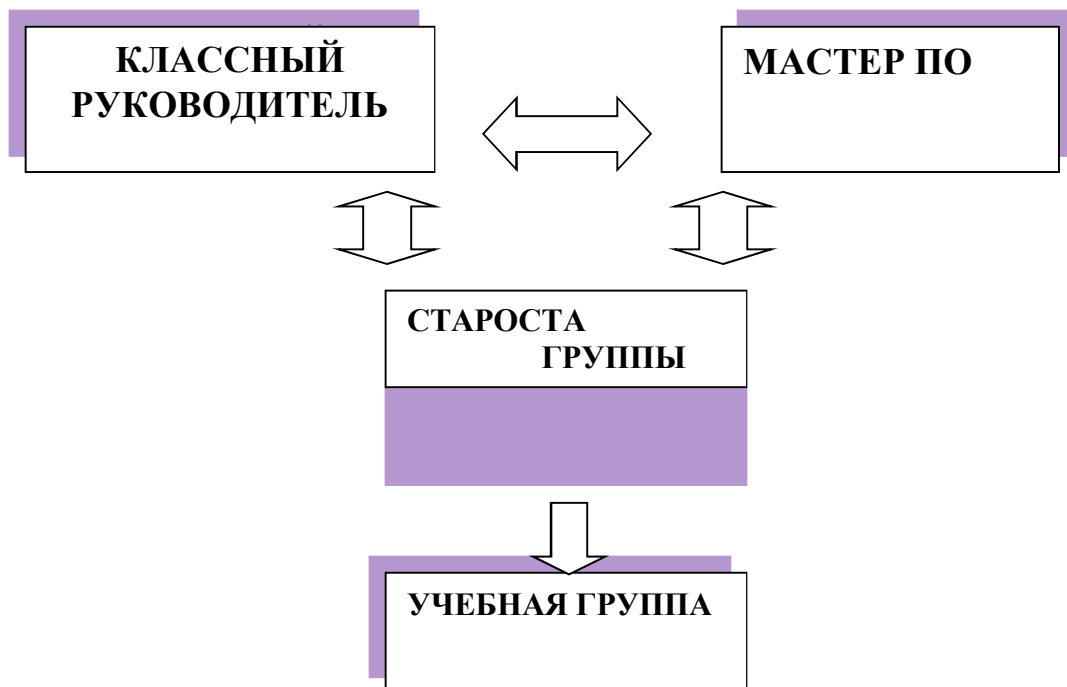 КЛАССНЫЙ
РУКОВОДИТЕЛЬ
МАСТЕР ПО
СТАРОСТА
ГРУППЫ
УЧЕБНАЯ ГРУППА